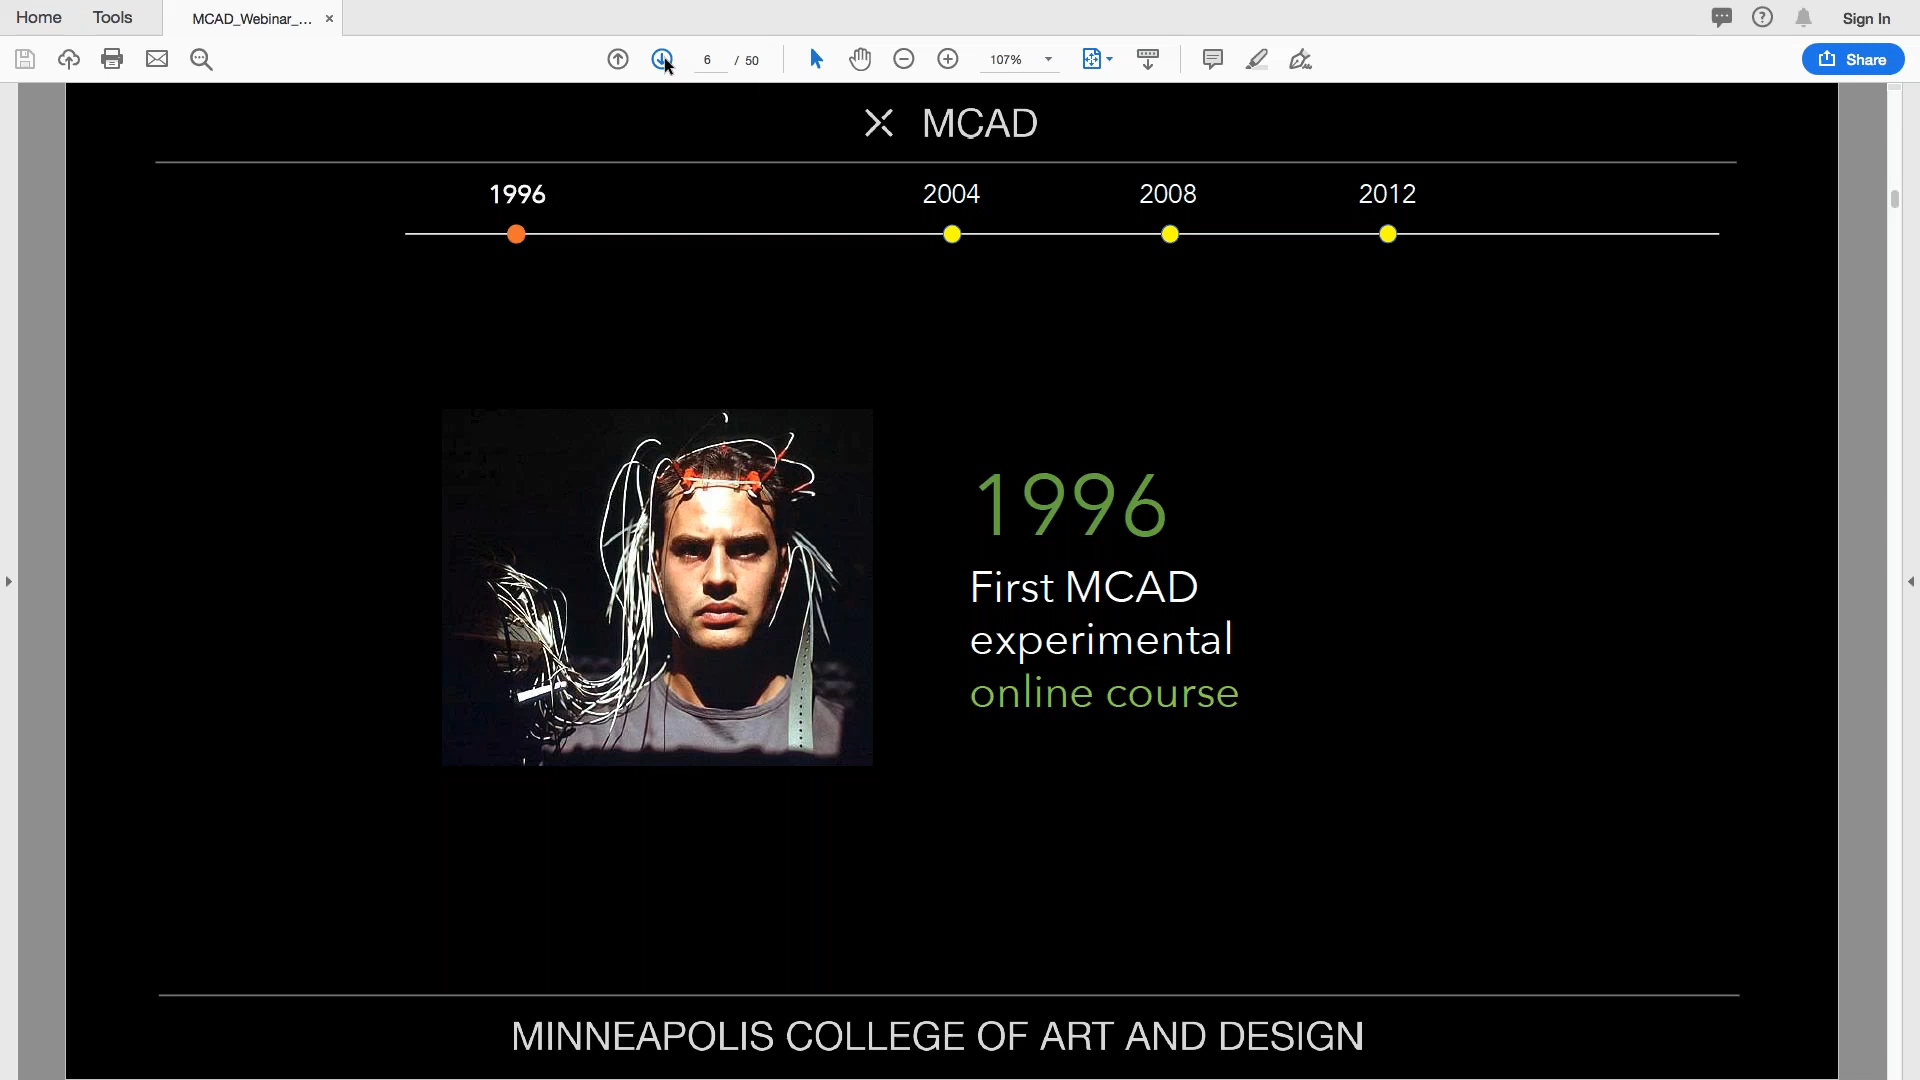 Home Tools MCAD_Webinar_... × Sign In
6 / 50 107% Share
MCAD
1996 2004 2008 2012
1996
First MCAD
experimental
online course
MINNEAPOLIS COLLEGE OF ART AND DESIGN